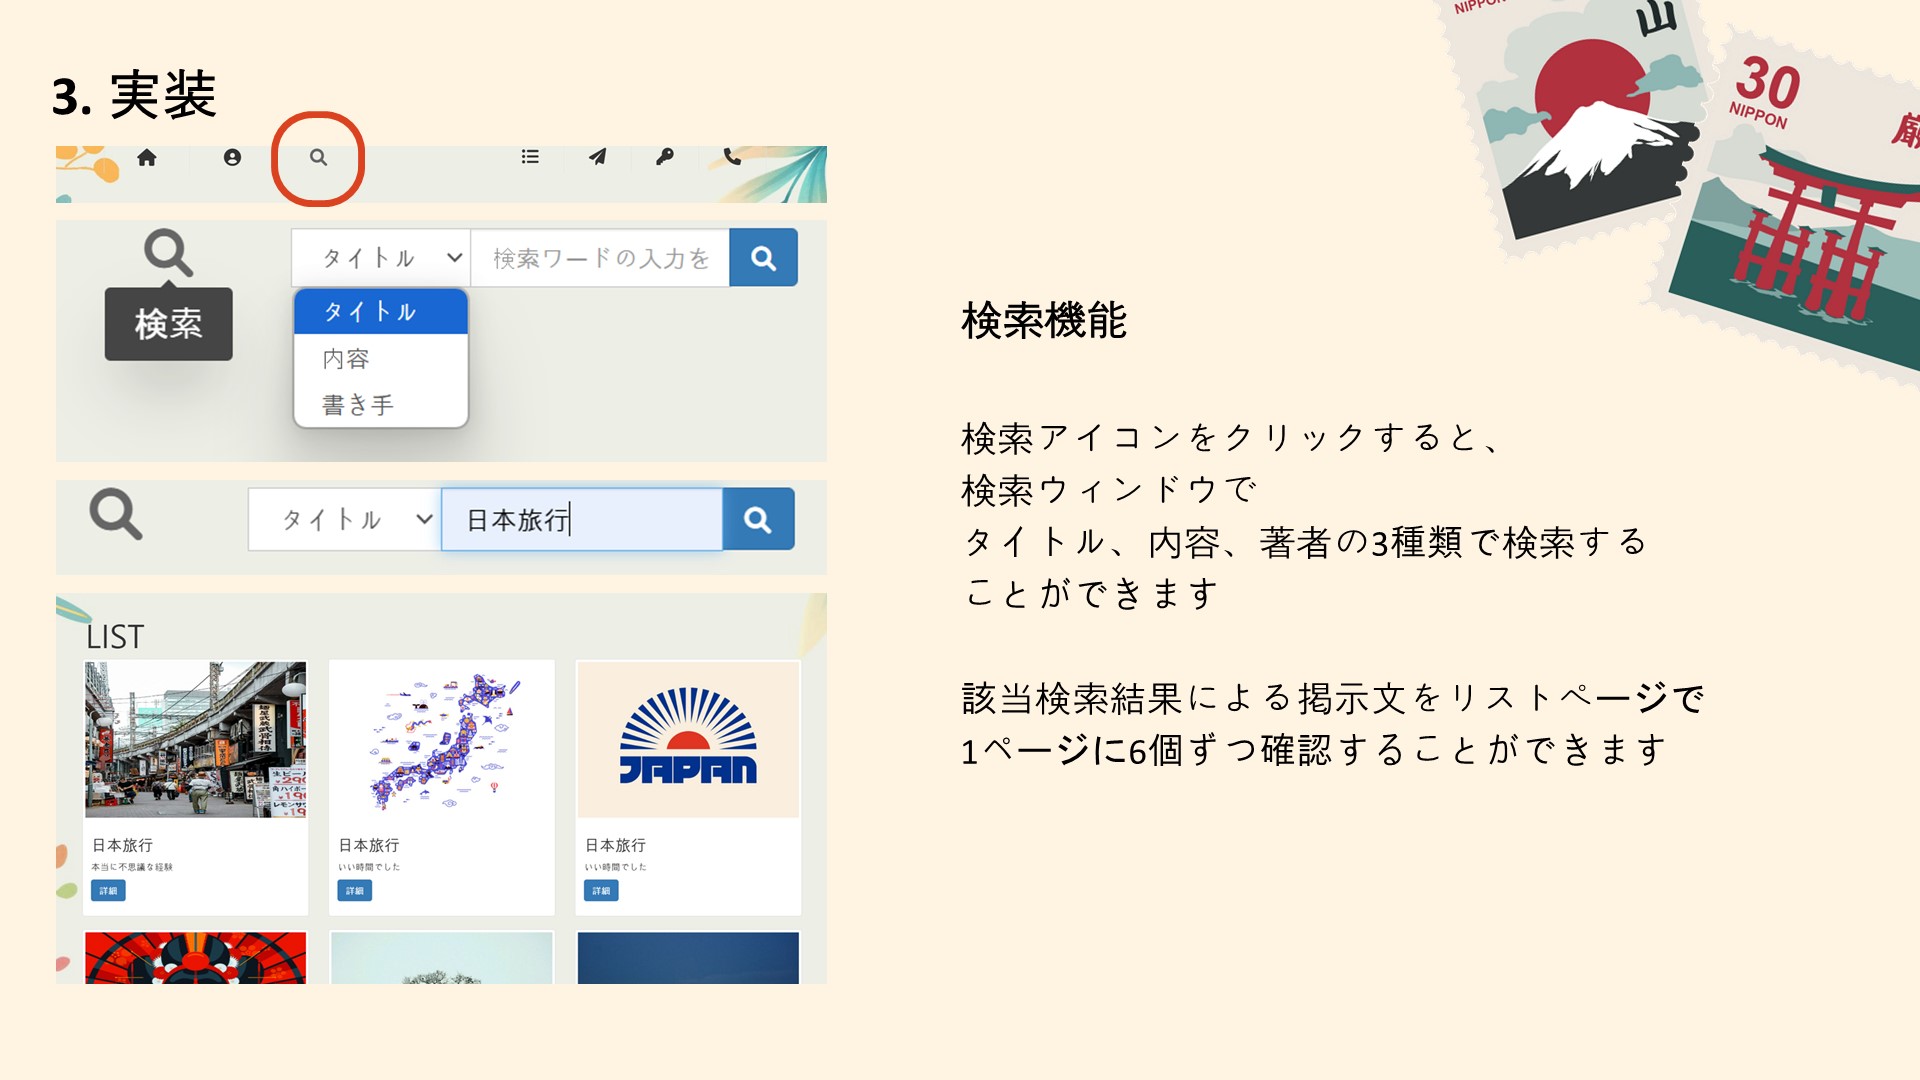 3. 実装
検索
タイトル
検索ワードの入力を
タイトル
内容
書き手
タイトル
日本旅行
LIST
JAPAN
日本旅行
本当に不思議な経験
詳細
日本旅行
いい時間でした
詳細
日本旅行
いい時間でした
詳細
検索機能
検索アイコンをクリックすると、
検索ウィンドウで
タイトル、内容、著者の3種類で検索する
ことができます
該当検索結果による掲示文をリストページで
1ページに6個ずつ確認することができます
NIPPON
山
30
NIPPON